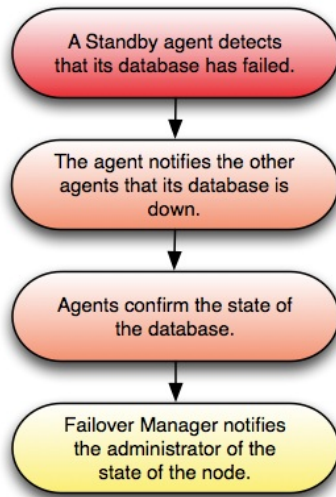 A Standby agent detects
that its database has failed.
The agent notifies the other
agents that its database is
down.
Agents confirm the state of
the database.
Failover Manager notifies
the administrator of the
state of the node.